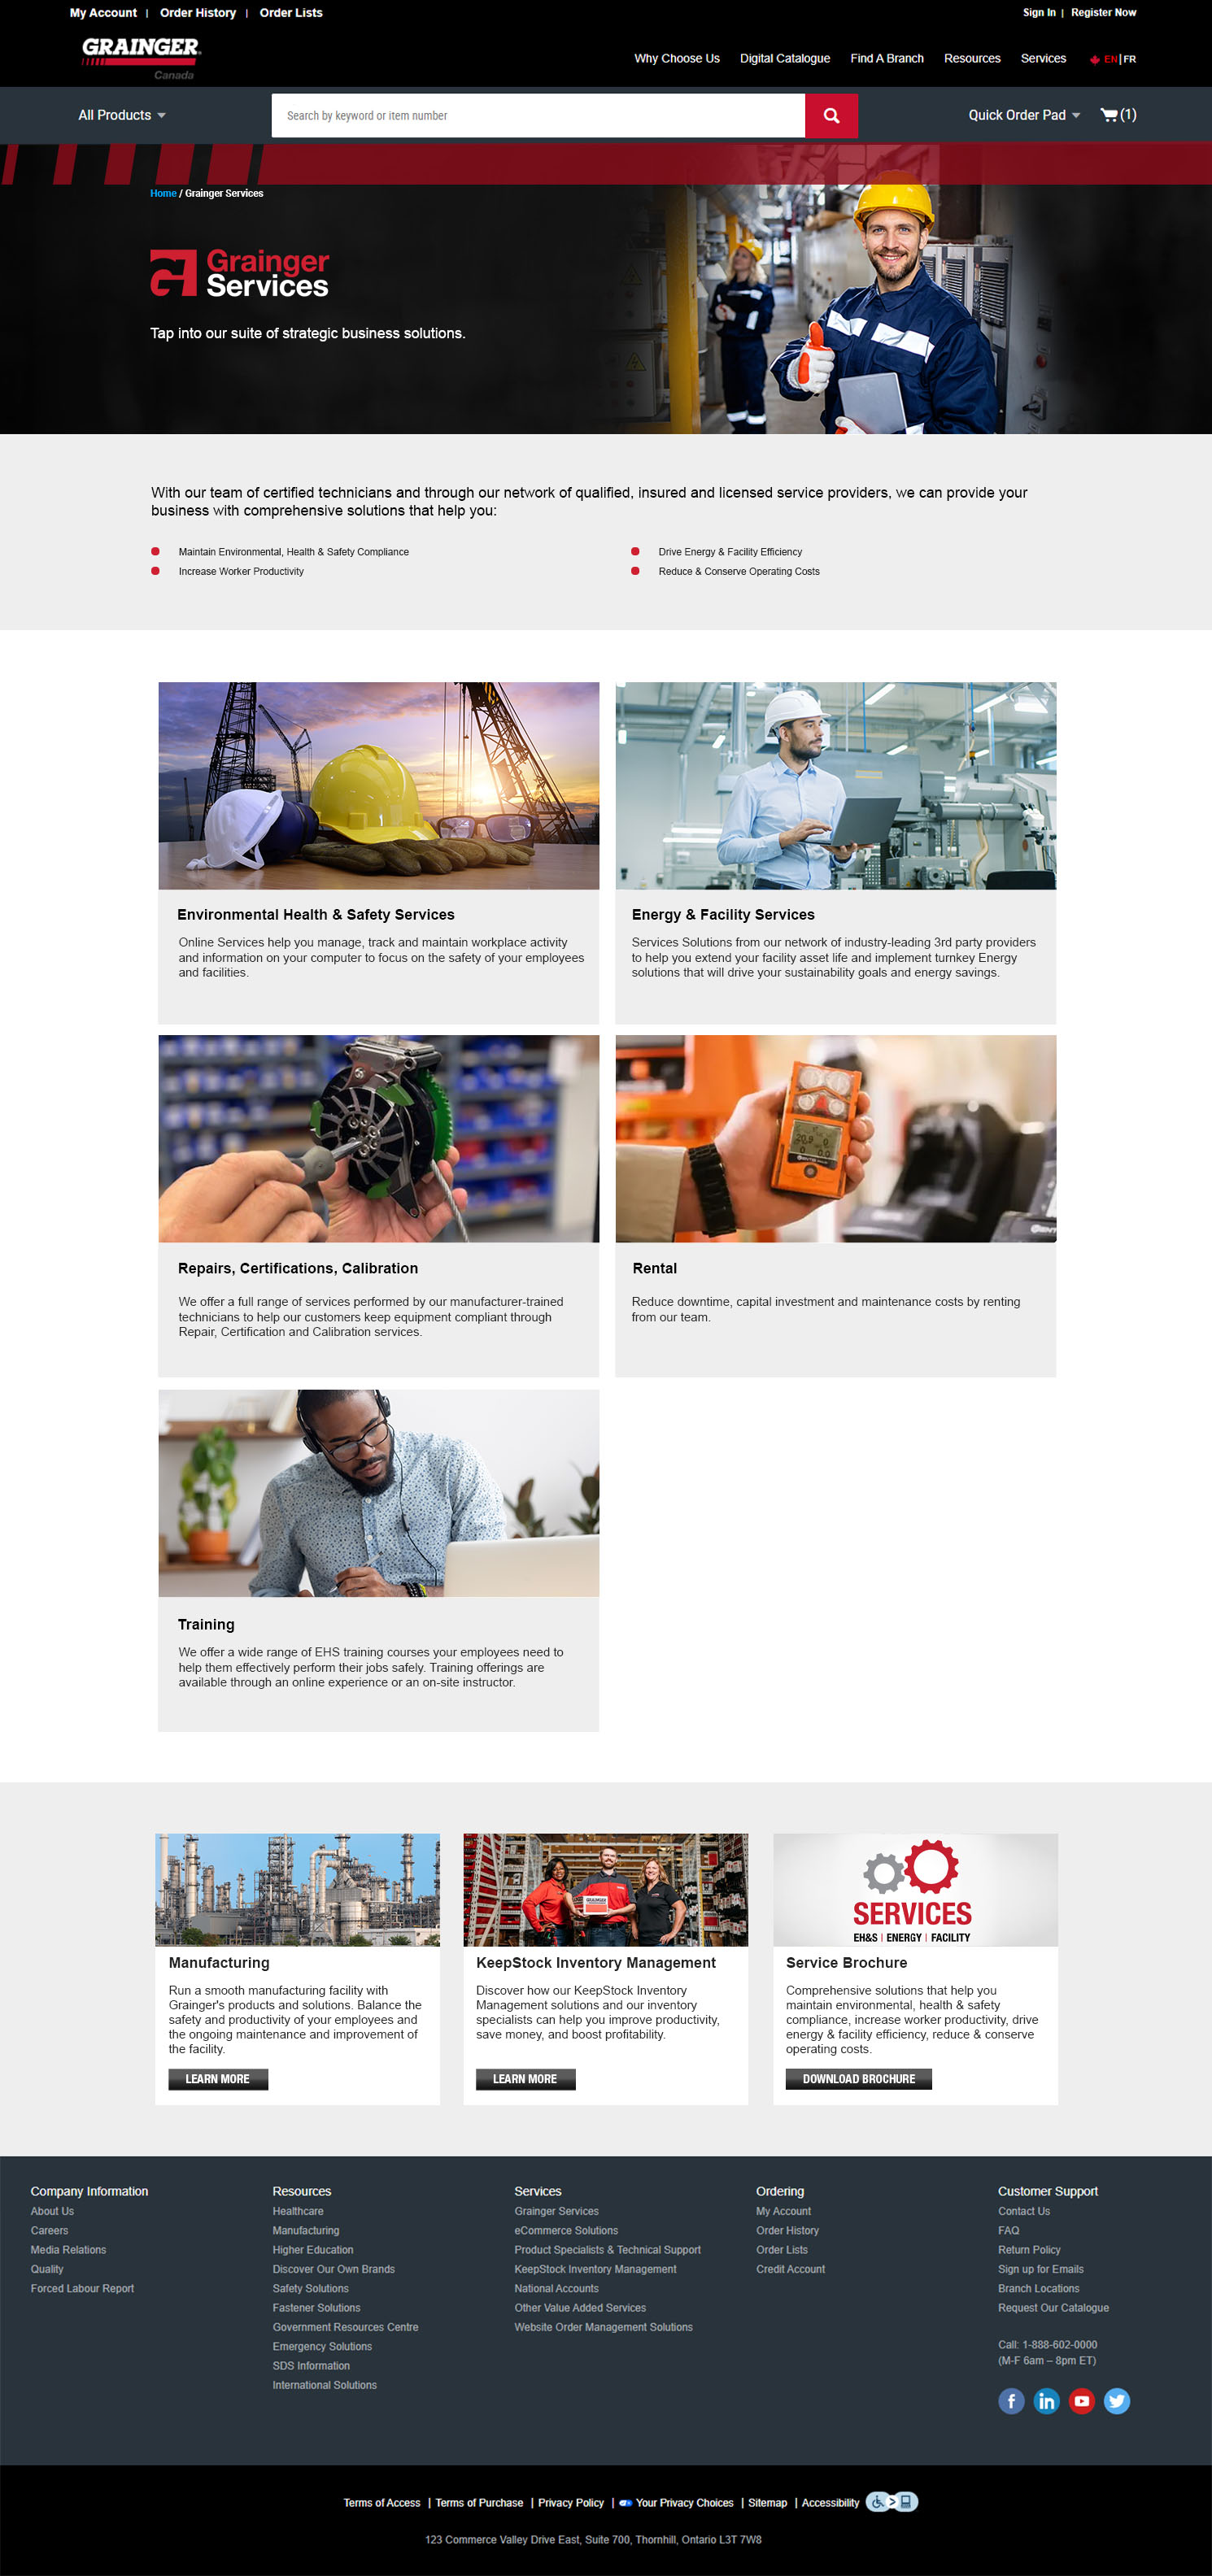 My Account | Order History | Order Lists
Sign In | Register Now
GRAINGER
Canada
Why Choose Us Digital Catalogue Find A Branch Resources Services EN|FR
All Products
Search by keyword or item number
Quick Order Pad (1)
Home / Grainger Services
Grainger
Services
Tap into our suite of strategic business solutions.
With our team of certified technicians and through our network of qualified, insured and licensed service providers, we can provide your
business with comprehensive solutions that help you:
Maintain Environmental, Health & Safety Compliance
Increase Worker Productivity
Drive Energy & Facility Efficiency
Reduce & Conserve Operating Costs
Environmental Health & Safety Services
Online Services help you manage, track and maintain workplace activity
and information on your computer to focus on the safety of your employees
and facilities.
Energy & Facility Services
Services Solutions from our network of industry-leading 3rd party providers
to help you extend your facility asset life and implement turnkey Energy
solutions that will drive your sustainability goals and energy savings.
Repairs, Certifications, Calibration
We offer a full range of services performed by our manufacturer-trained
technicians to help our customers keep equipment compliant through
Repair, Certification and Calibration services.
20.9 0
0 0.0
Rental
Reduce downtime, capital investment and maintenance costs by renting
from our team.
Training
We offer a wide range of EHS training courses your employees need to
help them effectively perform their jobs safely. Training offerings are
available through an online experience or an on-site instructor.
Manufacturing
Run a smooth manufacturing facility with
Grainger's products and solutions. Balance the
safety and productivity of your employees and
the ongoing maintenance and improvement of
the facility.
LEARN MORE
GRAINGER
KeepStock Inventory Management
Discover how our KeepStock Inventory
Management solutions and our inventory
specialists can help you improve productivity,
save money, and boost profitability.
LEARN MORE
SERVICES
EH&S | ENERGY | FACILITY
Service Brochure
Comprehensive solutions that help you
maintain environmental, health & safety
compliance, increase worker productivity, drive
energy & facility efficiency, reduce & conserve
operating costs.
DOWNLOAD BROCHURE
Company Information
About Us
Careers
Media Relations
Quality
Forced Labour Report
Resources
Healthcare
Manufacturing
Higher Education
Discover Our Own Brands
Safety Solutions
Fastener Solutions
Government Resources Centre
Emergency Solutions
SDS Information
International Solutions
Services
Grainger Services
eCommerce Solutions
Product Specialists & Technical Support
KeepStock Inventory Management
National Accounts
Other Value Added Services
Website Order Management Solutions
Ordering
My Account
Order History
Order Lists
Credit Account
Customer Support
Contact Us
FAQ
Return Policy
Sign up for Emails
Branch Locations
Request Our Catalogue
Call: 1-888-602-0000
(M-F 6am – 8pm ET)
Terms of Access | Terms of Purchase | Privacy Policy | Your Privacy Choices | Sitemap | Accessibility
123 Commerce Valley Drive East, Suite 700, Thornhill, Ontario L3T 7W8